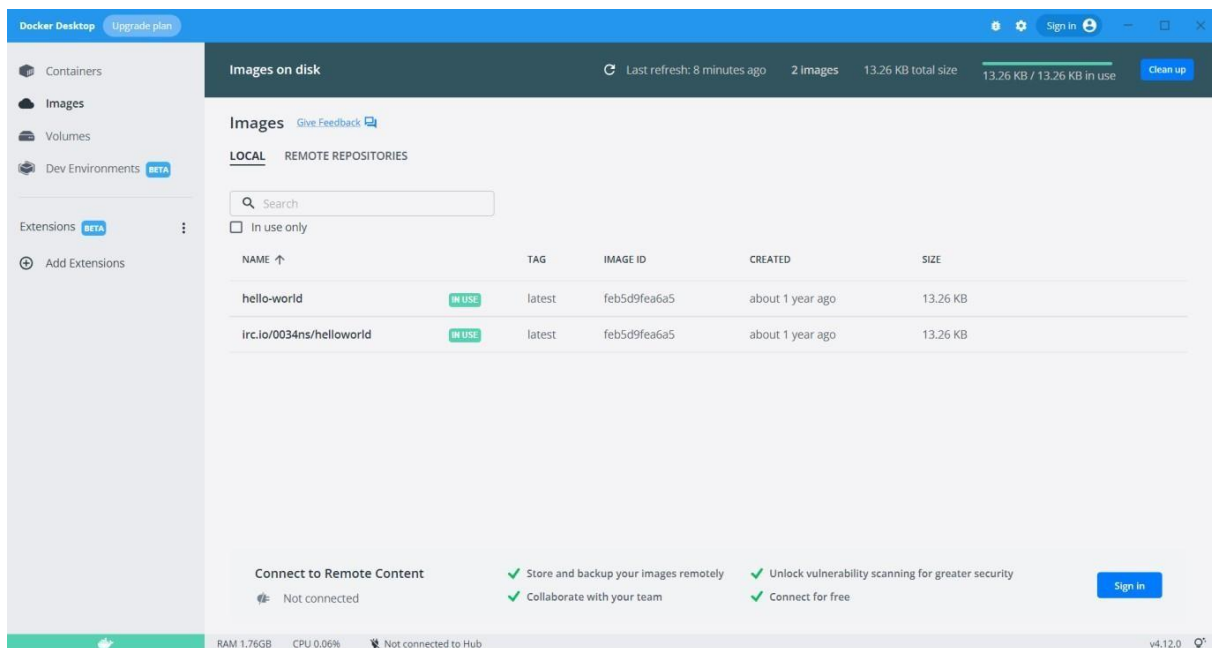 Docker Desktop Upgrade plan Sign in
Containers
Images
Volumes
Dev Environments BETA
Extensions BETA
Add Extensions
Images on disk Last refresh: 8 minutes ago 2 images 13.26 KB total size 13.26 KB / 13.26 KB in use Clean up
Images Give Feedback
LOCAL REMOTE REPOSITORIES
Search
In use only
NAME TAG IMAGE ID CREATED SIZE
hello-world IN USE latest feb5d9fea6a5 about 1 year ago 13.26 KB
irc.io/0034ns/helloworld IN USE latest feb5d9fea6a5 about 1 year ago 13.26 KB
Connect to Remote Content
Not connected
Store and backup your images remotely
Collaborate with your team
Unlock vulnerability scanning for greater security
Connect for free
Sign in
RAM 1.76GB CPU 0.06% Not connected to Hub v4.12.0